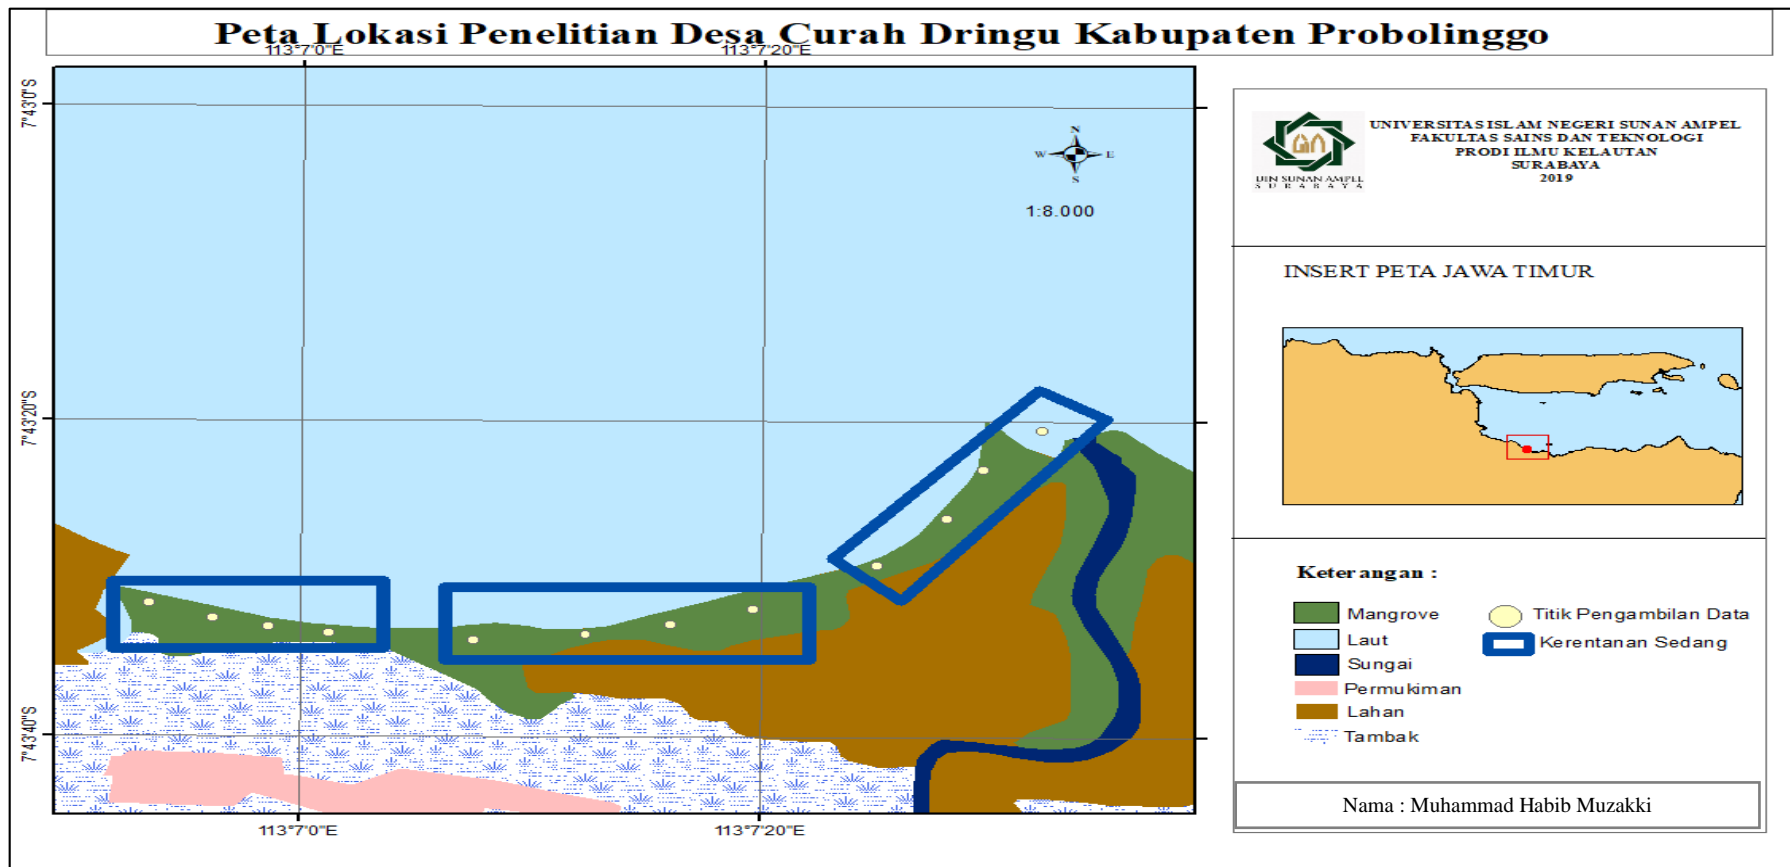 Peta Lokasi Penelitian Desa Curah Dringu Kabupaten Probolinggo
113°7'0"E
113°7'20"E
7°43'0"S
7°43'20"S
7°43'40"S
N
W
E
S
1:8.000
113°7'0"E
113°7'20"E
UIN SUNAN AMPEL
SURABAYA
UNIVERSITAS ISLAM NEGERI SUNAN AMPEL
FAKULTAS SAINS DAN TEKNOLOGI
PRODI ILMU KELAUTAN
SURABAYA
2019
INSERT PETA JAWA TIMUR
Keterangan :
Mangrove
Laut
Sungai
Permukiman
Lahan
Tambak
Titik Pengambilan Data
Kerentanan Sedang
Nama : Muhammad Habib Muzakki